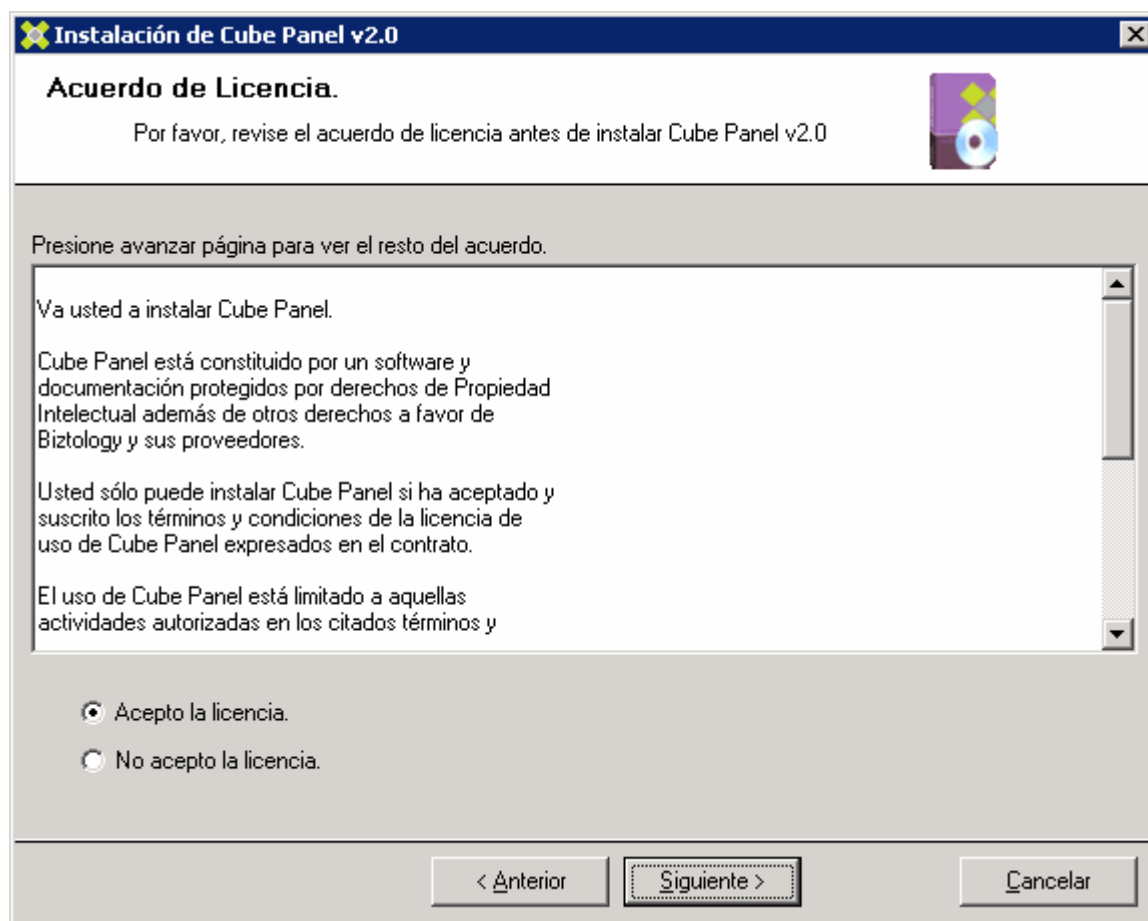 Instalación de Cube Panel v2.0
Acuerdo de Licencia.
Por favor, revise el acuerdo de licencia antes de instalar Cube Panel v2.0
Presione avanzar página para ver el resto del acuerdo.
Va usted a instalar Cube Panel.
Cube Panel está constituido por un software y
documentación protegidos por derechos de Propiedad
Intelectual además de otros derechos a favor de
Biztology y sus proveedores.
Usted sólo puede instalar Cube Panel si ha aceptado y
suscrito los términos y condiciones de la licencia de
uso de Cube Panel expresados en el contrato.
El uso de Cube Panel está limitado a aquellas
actividades autorizadas en los citados términos y
Acepto la licencia.
No acepto la licencia.
< Anterior
Siguiente >
Cancelar